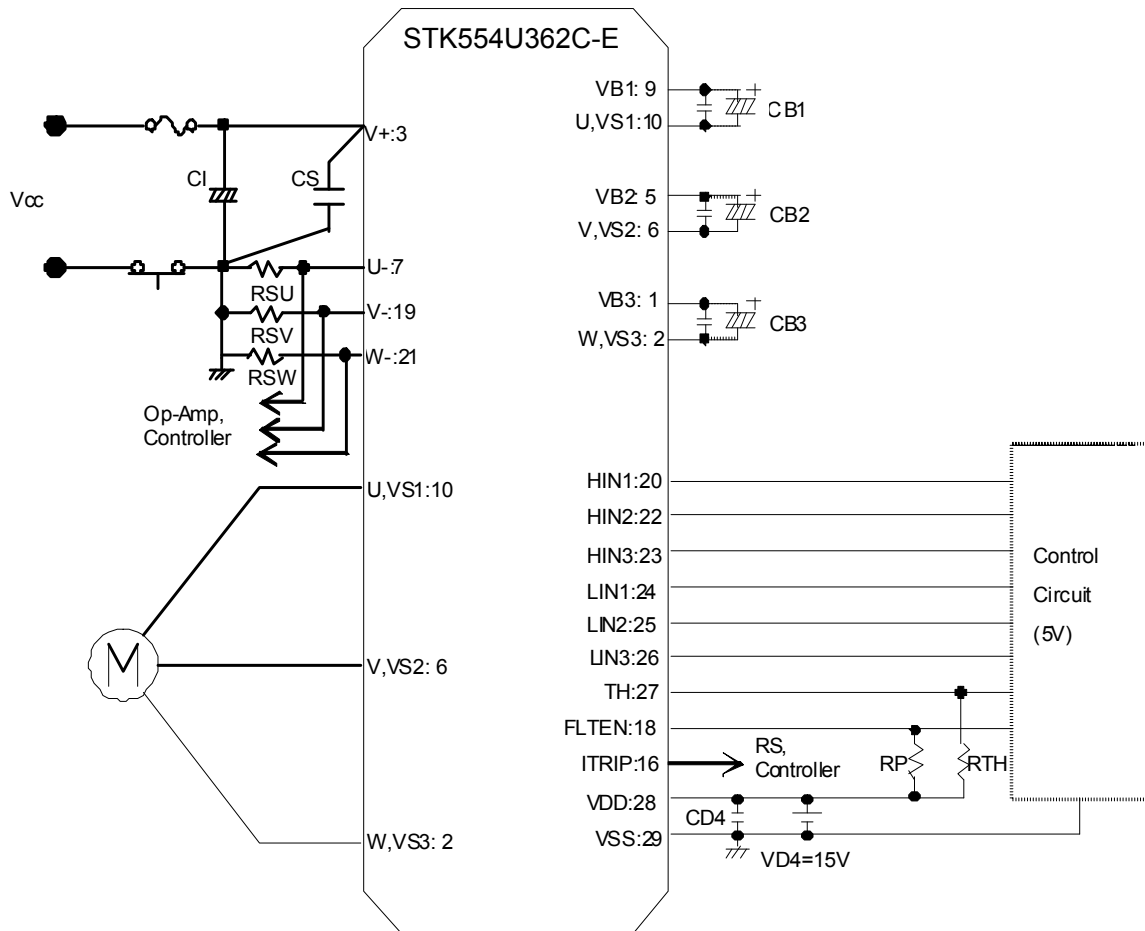 STK554U362C-E
VB1: 9
CB1
U,VS1:10
V+:3
CI
CS
Vcc
VB2: 5
CB2
V,VS2: 6
U-:7
RSU
V-:19
RSV
W-:21
RSW
VB3: 1
CB3
W,VS3: 2
Op-Amp,
Controller
U,VS1:10
M
V,VS2: 6
W,VS3: 2
HIN1:20
HIN2:22
HIN3:23
LIN1:24
LIN2:25
LIN3:26
TH:27
FLTEN:18
ITRIP:16
RS,
Controller
RP
RTH
VDD:28
CD4
VSS:29
VD4=15V
Control
Circuit
(5V)